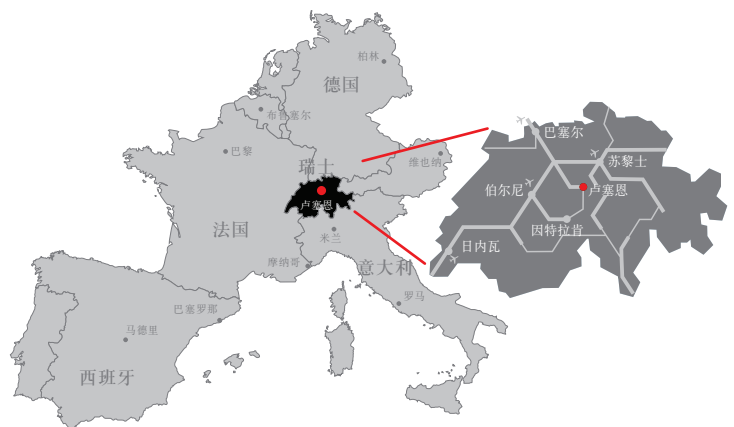 柏林
德国
布鲁塞尔
巴黎
瑞士
维也纳
卢塞恩
法国
米兰
摩纳哥
意大利
巴塞罗那
罗马
马德里
西班牙
巴塞尔
苏黎士
伯尔尼
卢塞恩
因特拉肯
日内瓦